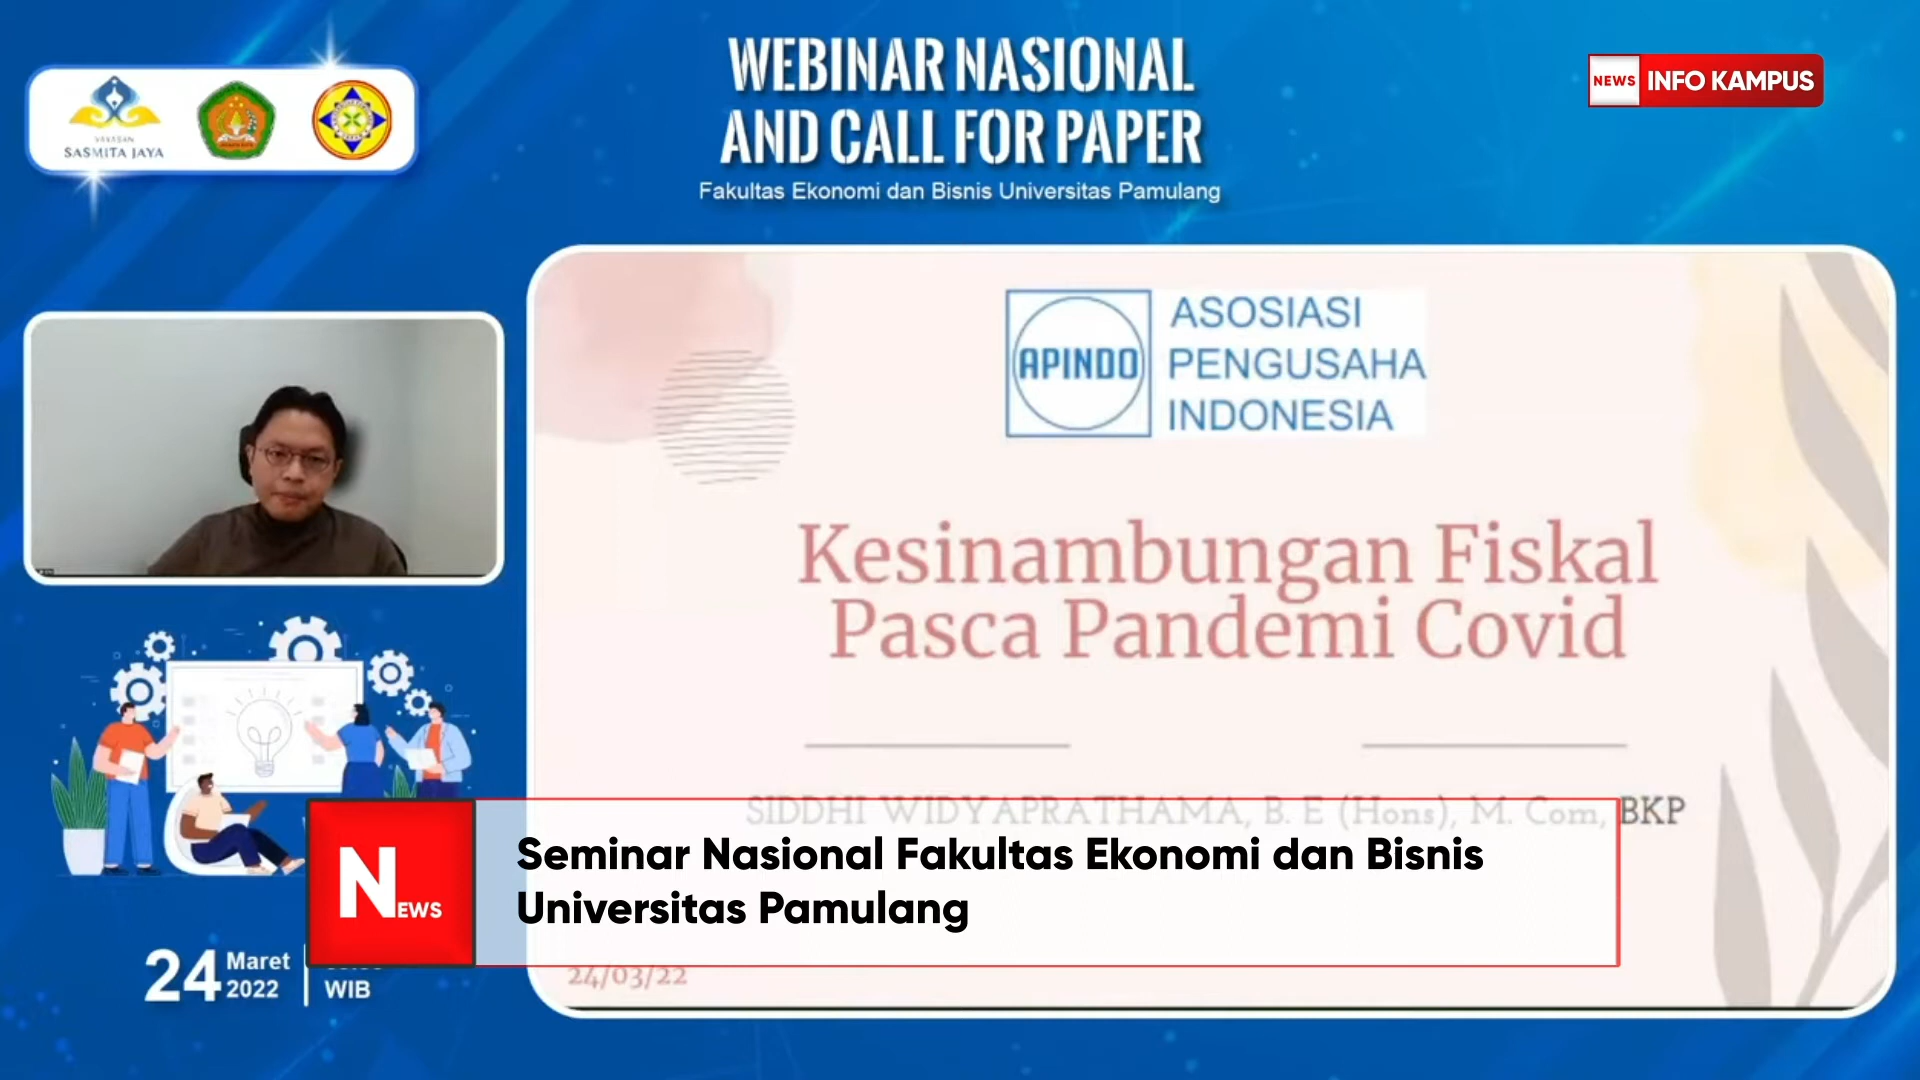 WEBINAR NASIONAL
AND CALL FOR PAPER
Fakultas Ekonomi dan Bisnis Universitas Pamulang
YAYASAN
SASMITA JAYA
NEWS INFO KAMPUS
APINDO
ASOSIASI
PENGUSAHA
INDONESIA
Kesinambungan Fiskal
Pasca Pandemi Covid
SIDDHI WIDYAPRATHAMA, B. E (Hons), M. Com, BKP
NEWS
Seminar Nasional Fakultas Ekonomi dan Bisnis
Universitas Pamulang
24/03/22
24 Maret
2022
WIB